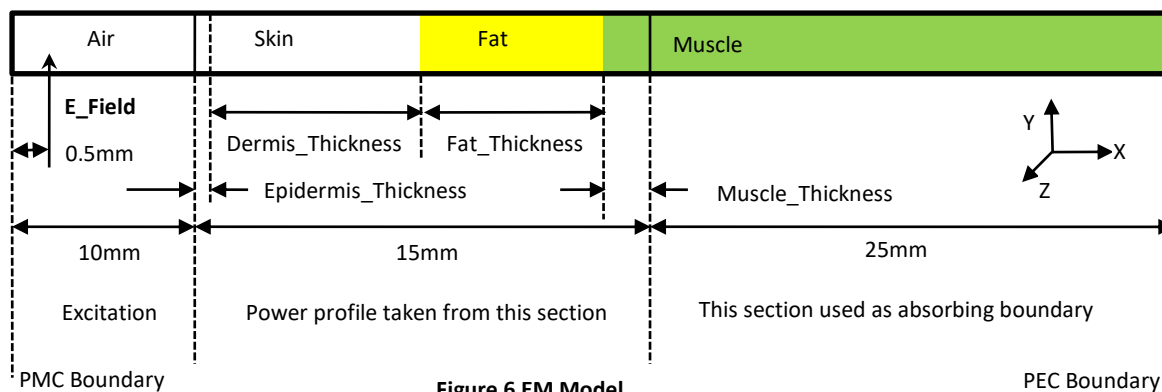 Air Skin Fat Muscle
E_Field
0.5mm
Dermis_Thickness Fat_Thickness
Y
X
Z
Epidermis_Thickness Muscle_Thickness
10mm 15mm 25mm
Excitation Power profile taken from this section This section used as absorbing boundary
PMC Boundary PEC Boundary
Figure 6 EM Model